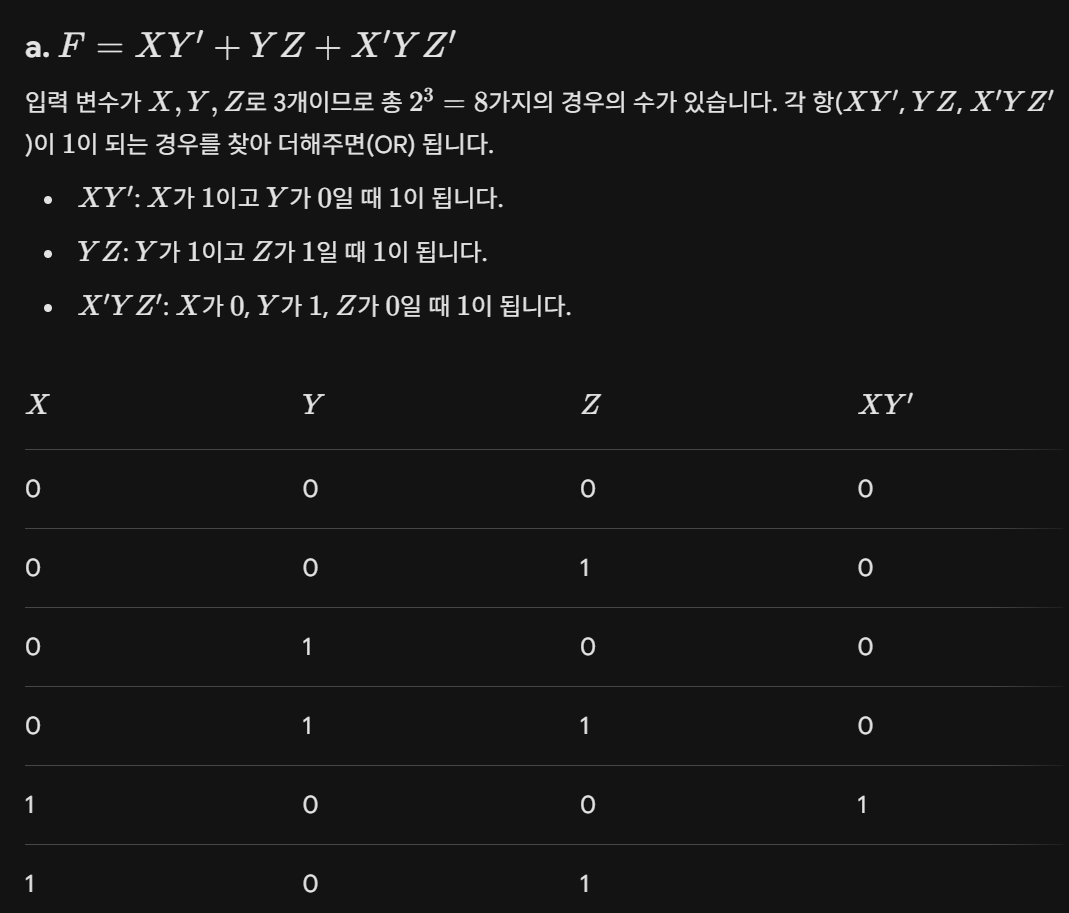 a. F = XY′ + YZ + X′YZ′
입력 변수가 X, Y, Z로 3개이므로 총 2³ = 8가지의 경우의 수가 있습니다. 각 항(XY′, YZ, X′YZ′
)이 1이 되는 경우를 찾아 더해주면(OR) 됩니다.
• XY′: X가 1이고 Y가 0일 때 1이 됩니다.
• YZ: Y가 1이고 Z가 1일 때 1이 됩니다.
• X′YZ′: X가 0, Y가 1, Z가 0일 때 1이 됩니다.
X Y Z XY′
0 0 0 0
0 0 1 0
0 1 0 0
0 1 1 0
1 0 0 1
1 0 1